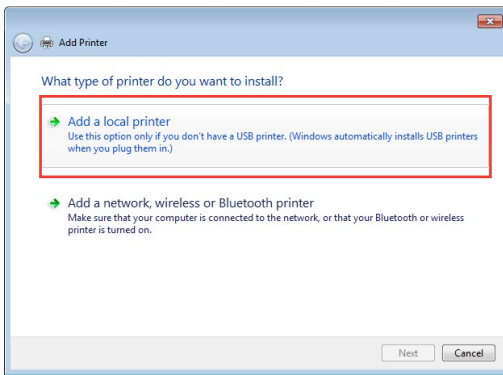 Add Printer
What type of printer do you want to install?
Add a local printer
Use this option only if you don't have a USB printer. (Windows automatically installs USB printers
when you plug them in.)
Add a network, wireless or Bluetooth printer
Make sure that your computer is connected to the network, or that your Bluetooth or wireless
printer is turned on.
Next
Cancel